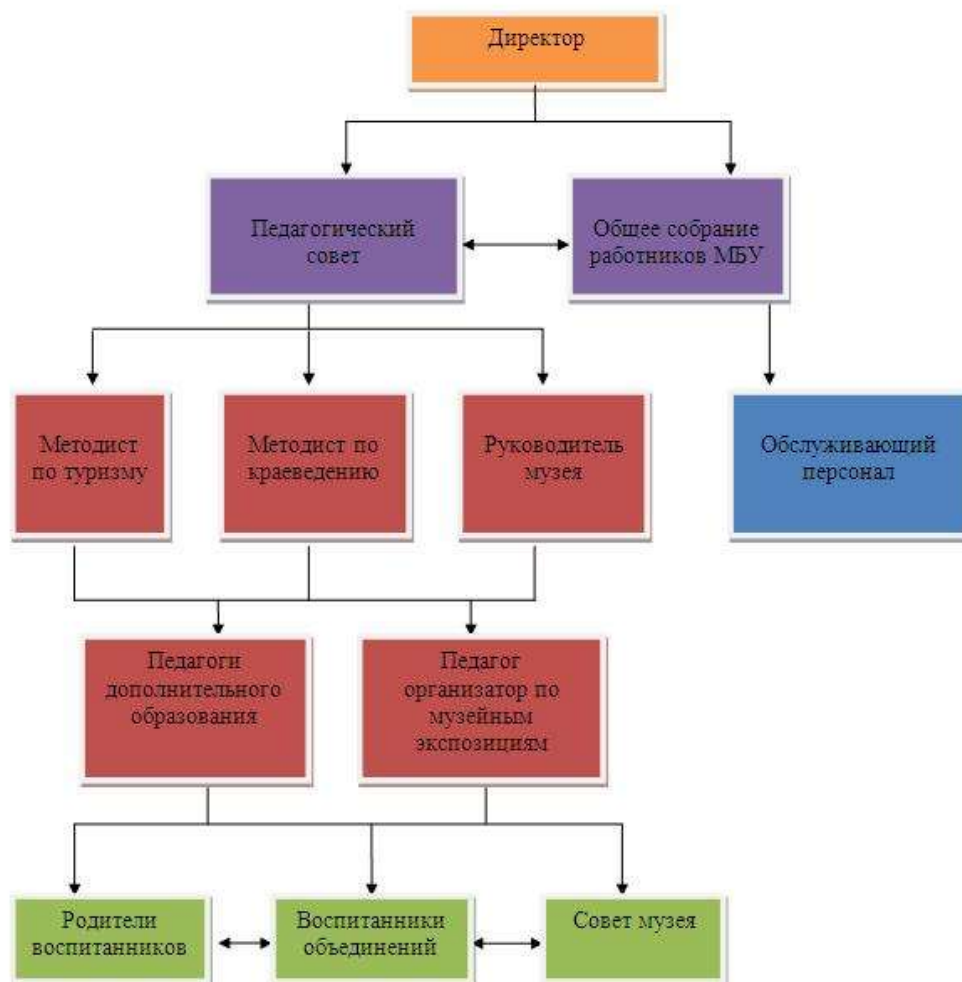 Директор
Педагогический
совет
Общее собрание
работников МБУ
Методист
по туризму
Методист по
краеведению
Руководитель
музея
Обслуживающий
персонал
Педагоги
дополнительного
образования
Педагог
организатор по
музейным
экспозициям
Родители
воспитанников
Воспитанники
объединений
Совет музея